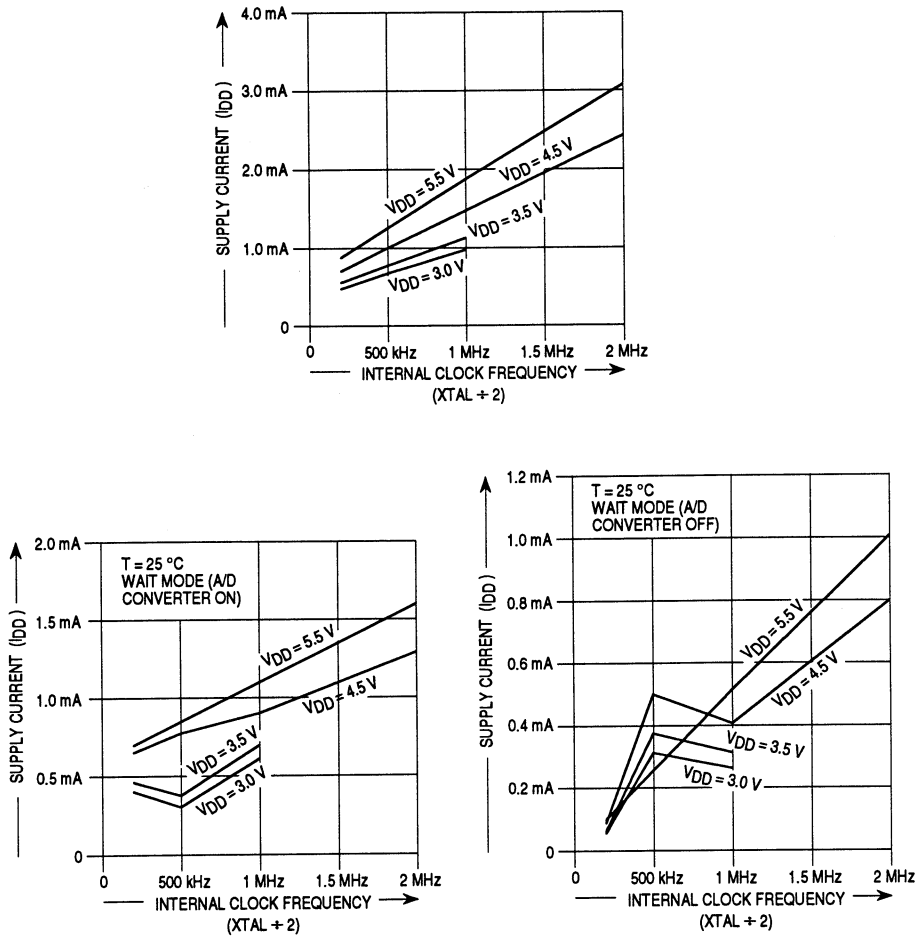 4.0 mA
3.0 mA
2.0 mA
1.0 mA
0
SUPPLY CURRENT (IDD)
VDD = 5.5 V
VDD = 4.5 V
VDD = 3.5 V
VDD = 3.0 V
0 500 kHz 1 MHz 1.5 MHz 2 MHz
INTERNAL CLOCK FREQUENCY
(XTAL ÷ 2)
2.0 mA
1.5 mA
1.0 mA
0.5 mA
0
SUPPLY CURRENT (IDD)
T = 25 °C
WAIT MODE (A/D
CONVERTER ON)
VDD = 5.5 V
VDD = 4.5 V
VDD = 3.5 V
VDD = 3.0 V
0 500 kHz 1 MHz 1.5 MHz 2 MHz
INTERNAL CLOCK FREQUENCY
(XTAL ÷ 2)
1.2 mA
1.0 mA
0.8 mA
0.6 mA
0.4 mA
0.2 mA
0
SUPPLY CURRENT (IDD)
T = 25 °C
WAIT MODE (A/D
CONVERTER OFF)
VDD = 5.5 V
VDD = 4.5 V
VDD = 3.5 V
VDD = 3.0 V
0 500 kHz 1 MHz 1.5 MHz 2 MHz
INTERNAL CLOCK FREQUENCY
(XTAL ÷ 2)